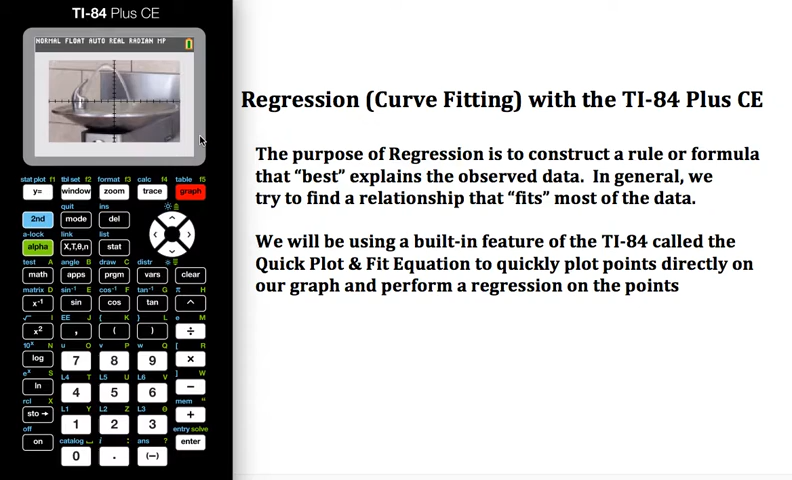 TI-84 Plus CE
NORMAL FLOAT AUTO REAL RADIAN MP
Regression (Curve Fitting) with the TI-84 Plus CE
The purpose of Regression is to construct a rule or formula
that “best” explains the observed data. In general, we
try to find a relationship that “fits” most of the data.
We will be using a built-in feature of the TI-84 called the
Quick Plot & Fit Equation to quickly plot points directly on
our graph and perform a regression on the points
stat plot f1 tbl set f2 format f3 calc f4 table f5
y= window zoom trace graph
quit ins
2nd mode del
a-lock link list
alpha X,T,θ,n stat
test A angle B draw C distr
math apps prgm vars clear
matrix D sin⁻¹ E cos⁻¹ F tan⁻¹ G π H
x⁻¹ sin cos tan ^
√ I EE J { K } L e M
x² , ( ) ÷
10ˣ N u O v P w Q [ R
log 7 8 9 ×
eˣ S L4 T L5 U L6 V ] W
ln 4 5 6 −
rcl X L1 Y L2 Z L3 θ mem "
sto→ 1 2 3 +
off catalog i : ans ? entry solve
on 0 . (−) enter